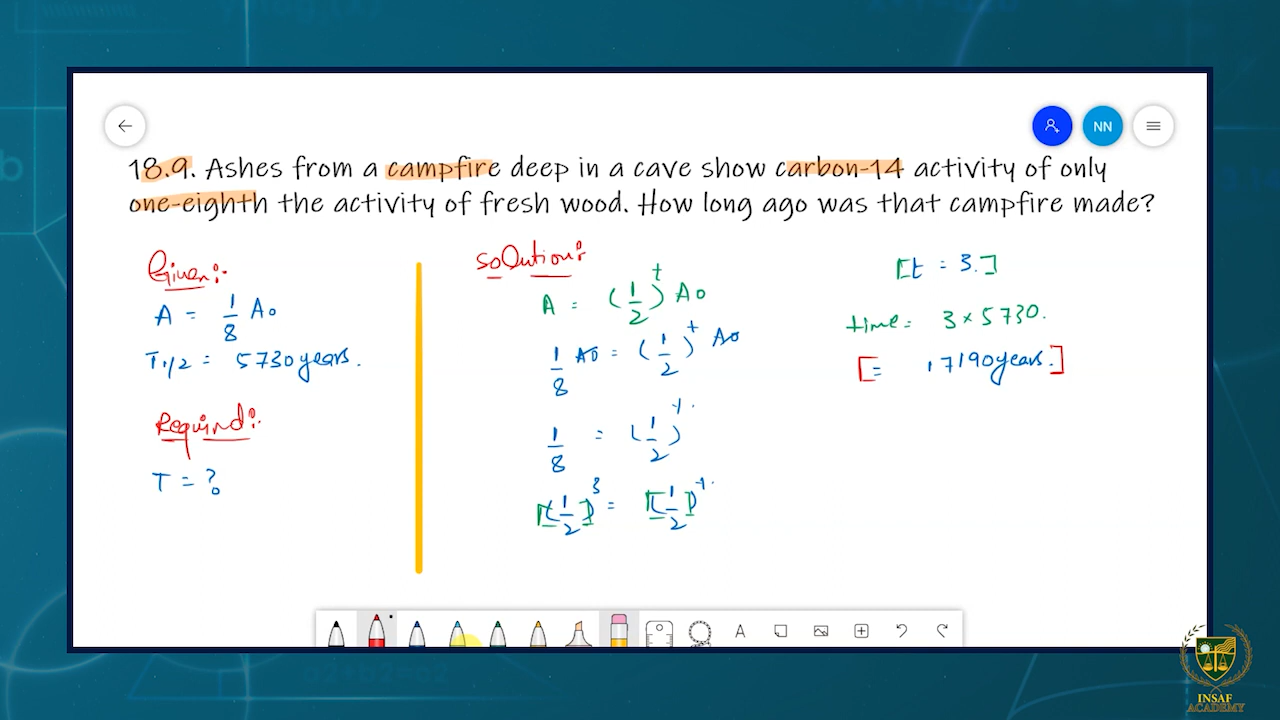 NN
18.9. Ashes from a campfire deep in a cave show carbon-14 activity of only
one-eighth the activity of fresh wood. How long ago was that campfire made?
Given:-
A = 1/8 A₀
T1/2 = 5730 years.
Required:-
T = ?
Solution:-
A = (1/2)^t A₀
1/8 A₀ = (1/2)^t A₀
1/8 = (1/2)^t
[(1/2)]^3 = [(1/2)]^t
[t = 3.]
time = 3 × 5730.
[= 17190 years.]
A
INSAF
ACADEMY